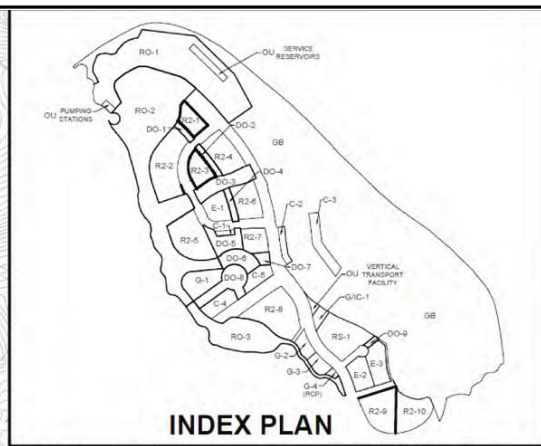 RO-1
OU
SERVICE
RESERVOIRS
OU
PUMPING
STATIONS
RO-2
R2-1
DO-1
DO-2
R2-4
GB
R2-2
R2-3
DO-3
DO-4
E-1
R2-6
C-2
C-3
C-1
R2-5
DO-5
R2-7
DO-6
DO-7
OU
VERTICAL
TRANSPORT
FACILITY
G-1
DO-8
C-5
G/IC-1
C-4
R2-8
GB
RS-1
DO-9
RO-3
G-2
E-3
G-3
E-2
G-4
(RCP)
R2-9
R2-10
INDEX PLAN